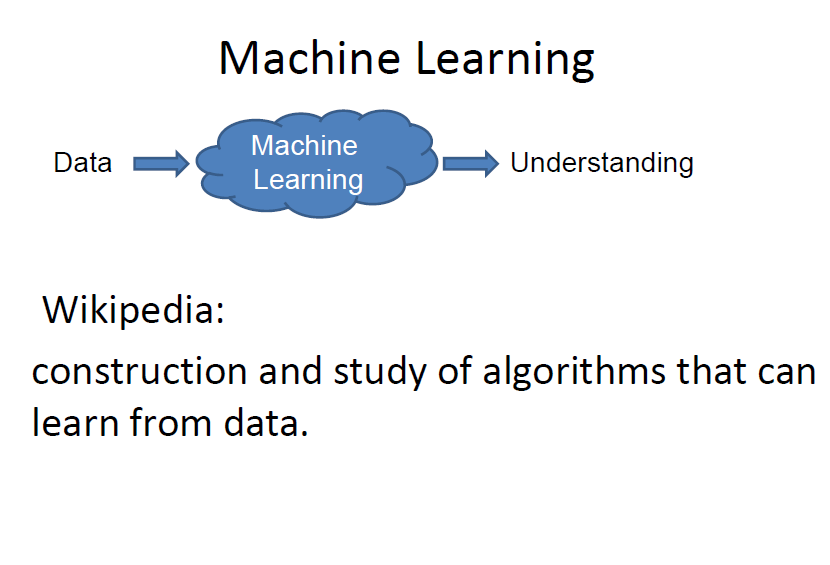 Machine Learning
Data
Machine
Learning
Understanding
Wikipedia:
construction and study of algorithms that can
learn from data.